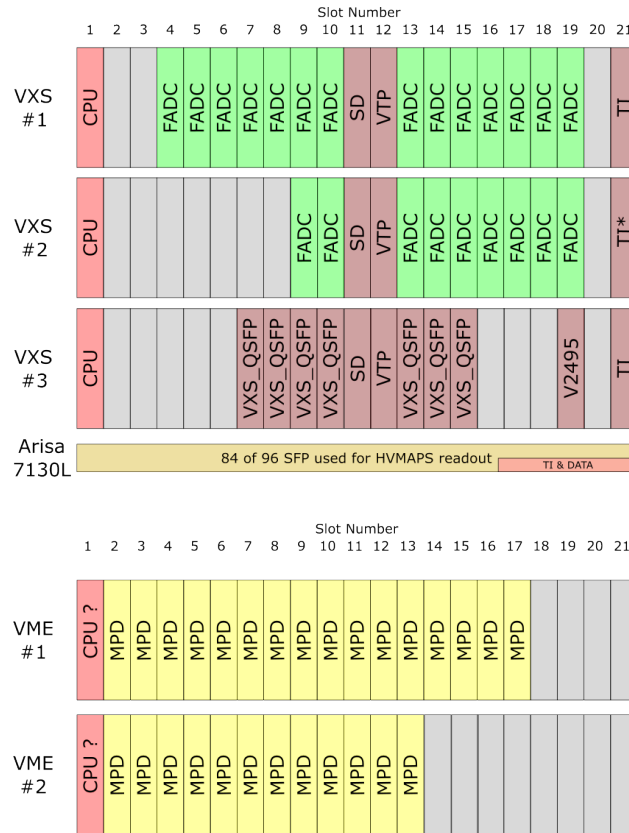 Slot Number
1 2 3 4 5 6 7 8 9 10 11 12 13 14 15 16 17 18 19 20 21
VXS
#1
CPU FADC FADC FADC FADC FADC FADC FADC SD VTP FADC FADC FADC FADC FADC FADC FADC TI
VXS
#2
CPU FADC FADC SD VTP FADC FADC FADC FADC FADC FADC FADC TI*
VXS
#3
CPU VXS_QSFP VXS_QSFP VXS_QSFP VXS_QSFP SD VTP VXS_QSFP VXS_QSFP VXS_QSFP V2495 TI
Arisa
7130L
84 of 96 SFP used for HVMAPS readout
TI & DATA
Slot Number
1 2 3 4 5 6 7 8 9 10 11 12 13 14 15 16 17 18 19 20 21
VME
#1
CPU ? MPD MPD MPD MPD MPD MPD MPD MPD MPD MPD MPD MPD MPD MPD MPD MPD
VME
#2
CPU ? MPD MPD MPD MPD MPD MPD MPD MPD MPD MPD MPD MPD